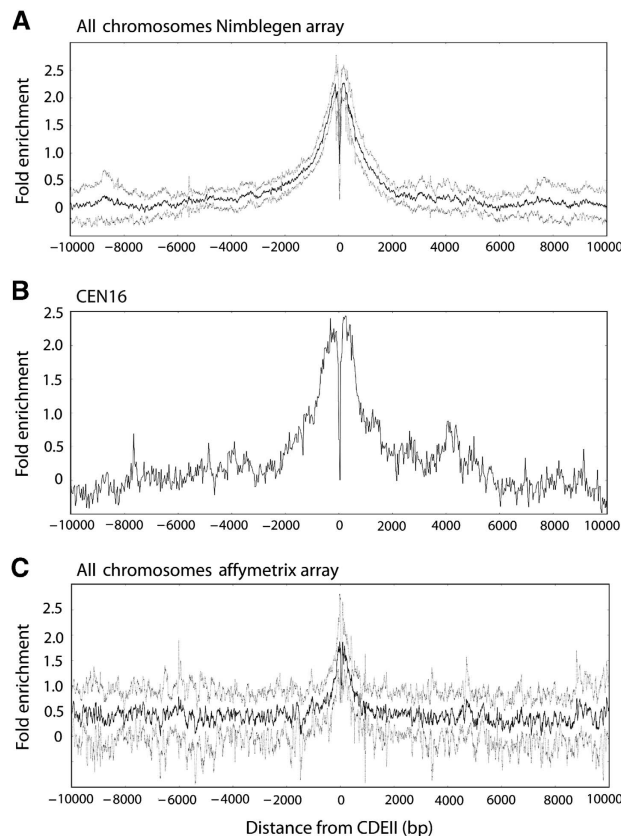 A
All chromosomes Nimblegen array
Fold enrichment
2.5
2.0
1.5
1.0
0.5
0
−10000 −8000 −6000 −4000 −2000 0 2000 4000 6000 8000 10000
B
CEN16
Fold enrichment
2.5
2.0
1.5
1.0
0.5
0
−10000 −8000 −6000 −4000 −2000 0 2000 4000 6000 8000 10000
C
All chromosomes affymetrix array
Fold enrichment
2.5
2.0
1.5
1.0
0.5
0
−10000 −8000 −6000 −4000 −2000 0 2000 4000 6000 8000 10000
Distance from CDEII (bp)